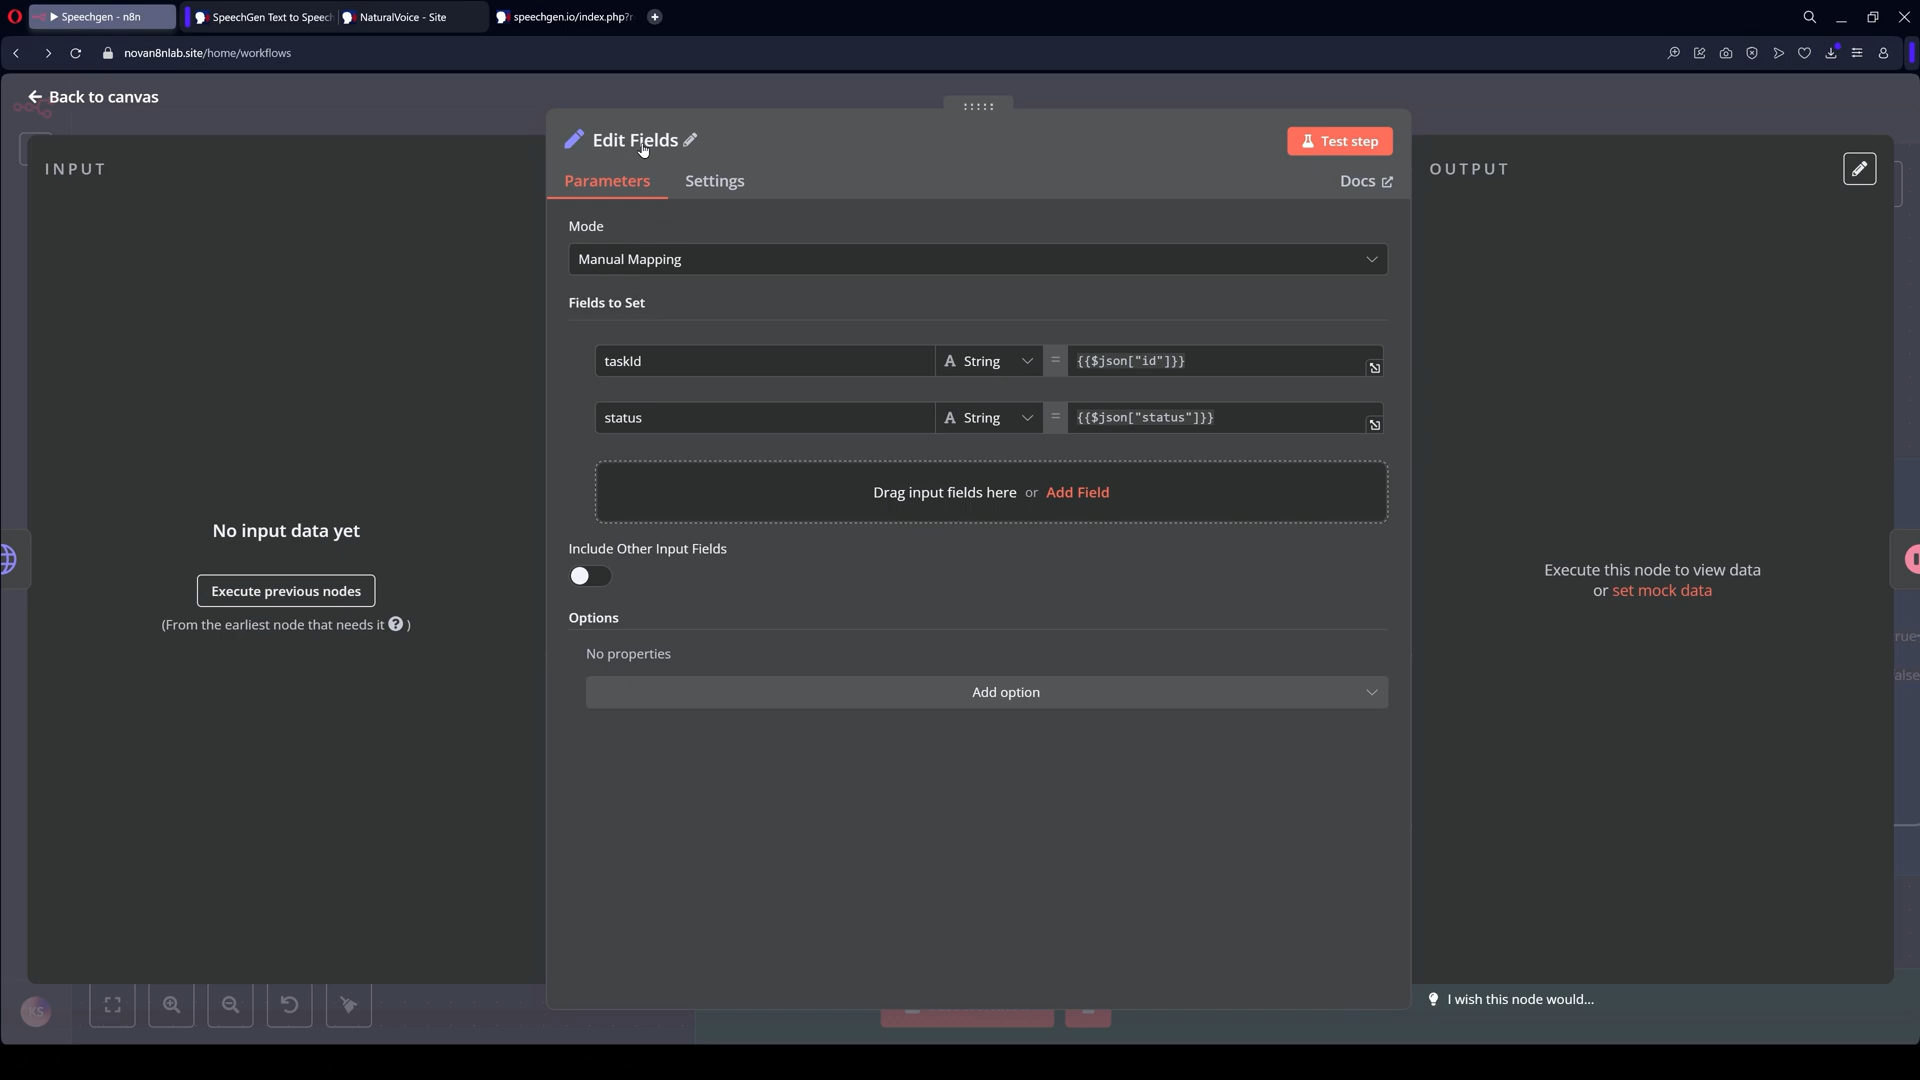 Speechgen - n8n
SpeechGen Text to Speech
NaturalVoice - Site
speechgen.io/index.php?r
novan8nlab.site/home/workflows
Back to canvas
INPUT
Edit Fields
Test step
OUTPUT
Parameters
Settings
Docs
Mode
Manual Mapping
Fields to Set
taskId
A String
=
{{$json["id"]}}
status
A String
=
{{$json["status"]}}
Drag input fields here or Add Field
No input data yet
Execute previous nodes
(From the earliest node that needs it ? )
Include Other Input Fields
Execute this node to view data
or set mock data
Options
No properties
Add option
rue
alse
I wish this node would...
KS